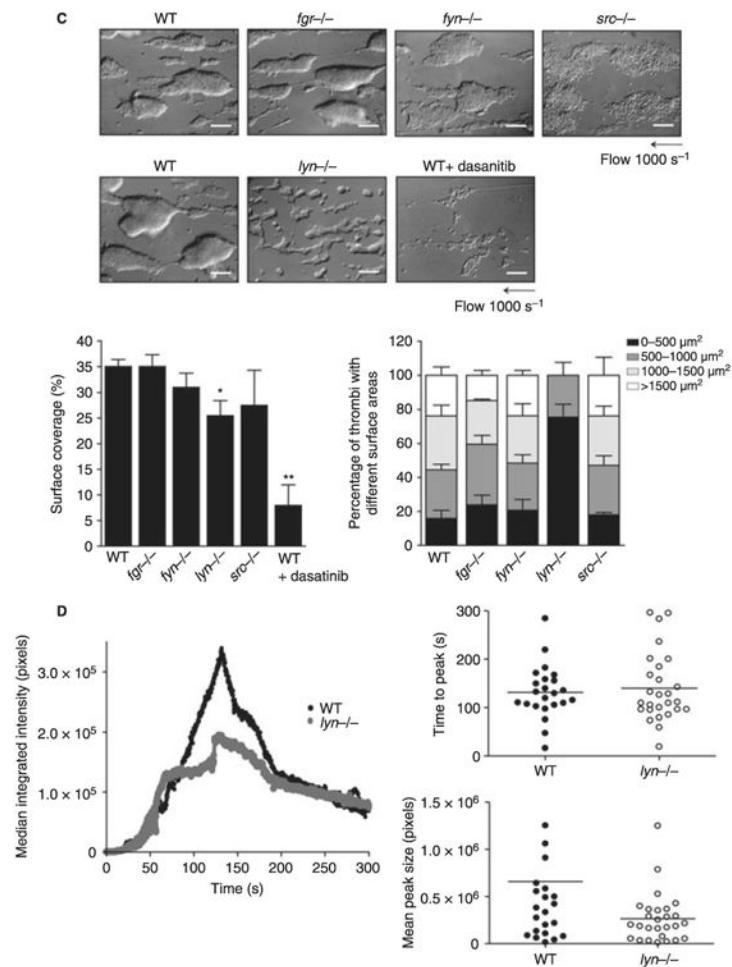 C
WT
fgr–/–
fyn–/–
src–/–
Flow 1000 s⁻¹
WT
lyn–/–
WT+ dasanitib
Flow 1000 s⁻¹
Surface coverage (%)
40
35
30
25
20
15
10
5
0
*
**
WT
fgr–/–
fyn–/–
lyn–/–
src–/–
WT
+ dasatinib
Percentage of thrombi with
different surface areas
120
100
80
60
40
20
0
WT
fgr–/–
fyn–/–
lyn–/–
src–/–
0–500 µm²
500–1000 µm²
1000–1500 µm²
>1500 µm²
D
Median integrated intensity (pixels)
3.0 × 10⁵
2.0 × 10⁵
1.0 × 10⁵
0
0 50 100 150 200 250 300
Time (s)
WT
lyn–/–
Time to peak (s)
300
200
100
0
WT
lyn–/–
Mean peak size (pixels)
1.5 × 10⁶
1.0 × 10⁶
0.5 × 10⁶
0
WT
lyn–/–